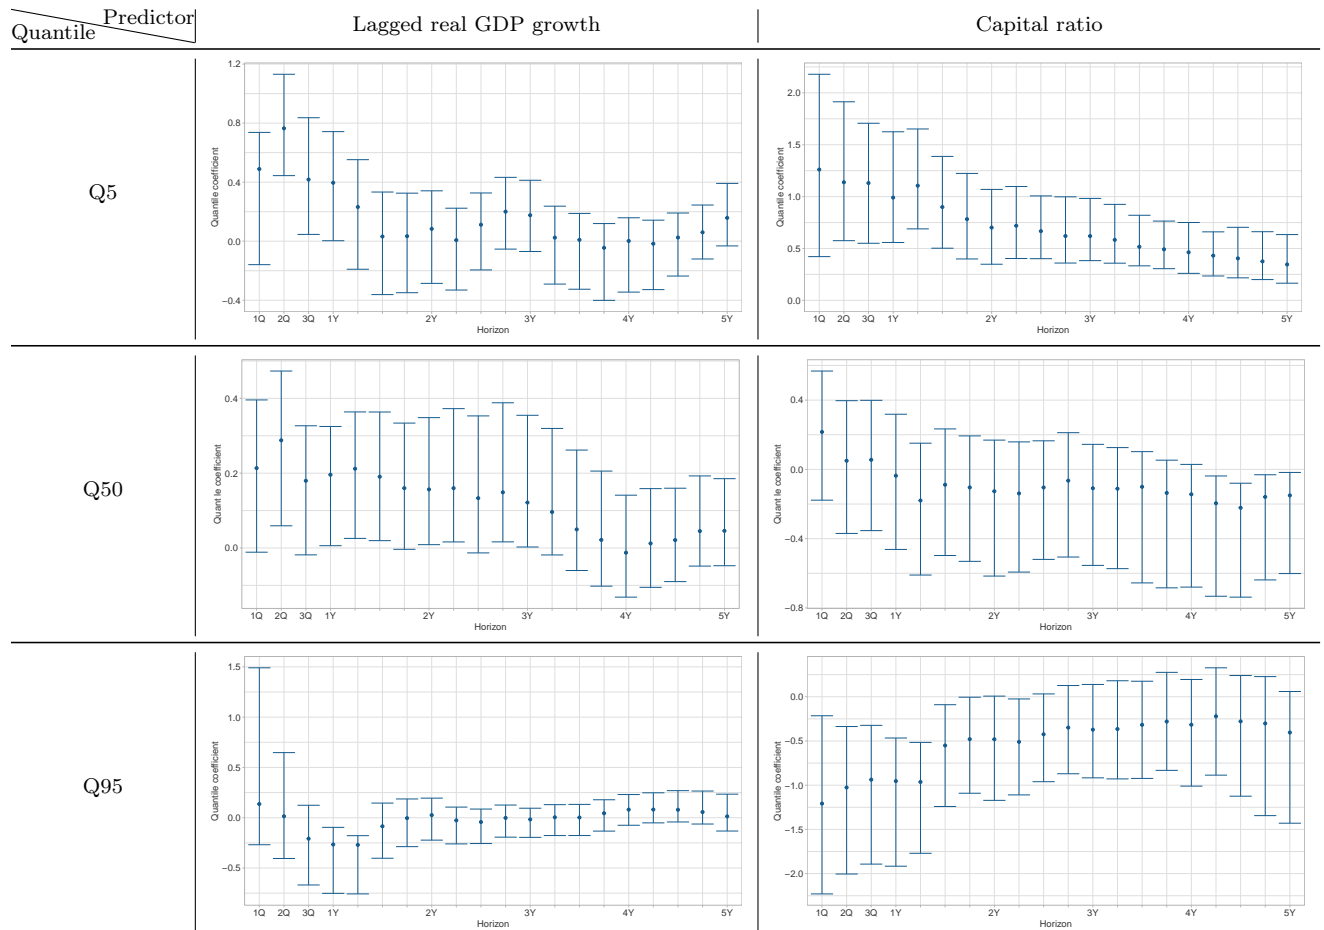 Predictor
Quantile
Lagged real GDP growth
Capital ratio
Q5
Quantile coefficient
1.2
0.8
0.4
0.0
−0.4
1Q 2Q 3Q 1Y 2Y 3Y 4Y 5Y
Horizon
Quantile coefficient
2.0
1.5
1.0
0.5
0.0
1Q 2Q 3Q 1Y 2Y 3Y 4Y 5Y
Horizon
Q50
Quantile coefficient
0.4
0.2
0.0
1Q 2Q 3Q 1Y 2Y 3Y 4Y 5Y
Horizon
Quantile coefficient
0.4
0.0
−0.4
−0.8
1Q 2Q 3Q 1Y 2Y 3Y 4Y 5Y
Horizon
Q95
Quantile coefficient
1.5
1.0
0.5
0.0
−0.5
1Q 2Q 3Q 1Y 2Y 3Y 4Y 5Y
Horizon
Quantile coefficient
0.0
−0.5
−1.0
−1.5
−2.0
1Q 2Q 3Q 1Y 2Y 3Y 4Y 5Y
Horizon